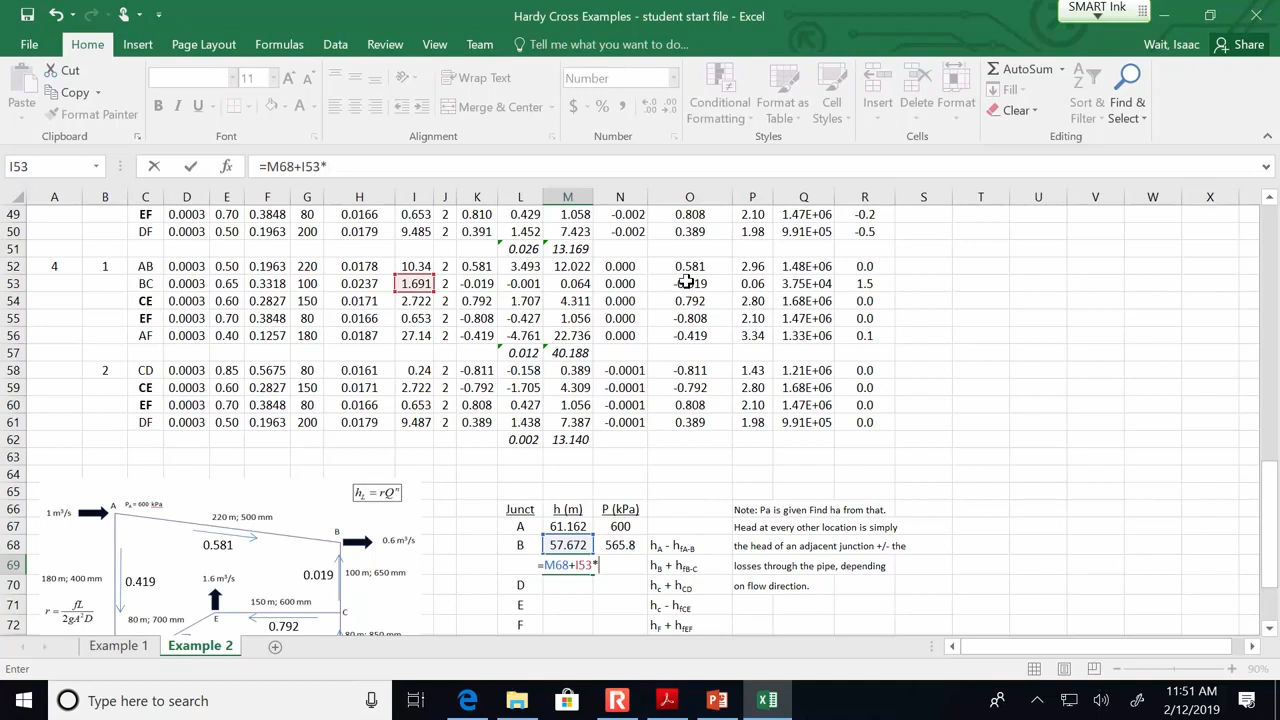 Hardy Cross Examples - student start file - Excel
SMART Ink
File Home Insert Page Layout Formulas Data Review View Team Tell me what you want to do... Wait, Isaac Share
Paste Cut Copy Format Painter Clipboard
11 Font
Wrap Text Merge & Center Alignment
Number Number
Conditional Formatting Format as Table Cell Styles Styles
Insert Delete Format Cells
AutoSum Fill Clear Sort & Filter Find & Select Editing
I53 =M68+I53*
A B C D E F G H I J K L M N O P Q R S T U V W X
49 EF 0.0003 0.70 0.3848 80 0.0166 0.653 2 0.810 0.429 1.058 -0.002 0.808 2.10 1.47E+06 -0.2
50 DF 0.0003 0.50 0.1963 200 0.0179 9.485 2 0.391 1.452 7.423 -0.002 0.389 1.98 9.91E+05 -0.5
51 0.026 13.169
52 4 1 AB 0.0003 0.50 0.1963 220 0.0178 10.34 2 0.581 3.493 12.022 0.000 0.581 2.96 1.48E+06 0.0
53 BC 0.0003 0.65 0.3318 100 0.0237 1.691 2 -0.019 -0.001 0.064 0.000 0.06 3.75E+04 1.5
54 CE 0.0003 0.60 0.2827 150 0.0171 2.722 2 0.792 1.707 4.311 0.000 0.792 2.80 1.68E+06 0.0
55 EF 0.0003 0.70 0.3848 80 0.0166 0.653 2 -0.808 -0.427 1.056 0.000 -0.808 2.10 1.47E+06 0.0
56 AF 0.0003 0.40 0.1257 180 0.0187 27.14 2 -0.419 -4.761 22.736 0.000 -0.419 3.34 1.33E+06 0.1
57 0.012 40.188
58 2 CD 0.0003 0.85 0.5675 80 0.0161 0.24 2 -0.811 -0.158 0.389 -0.0001 -0.811 1.43 1.21E+06 0.0
59 CE 0.0003 0.60 0.2827 150 0.0171 2.722 2 -0.792 -1.705 4.309 -0.0001 -0.792 2.80 1.68E+06 0.0
60 EF 0.0003 0.70 0.3848 80 0.0166 0.653 2 0.808 0.427 1.056 -0.0001 0.808 2.10 1.47E+06 0.0
61 DF 0.0003 0.50 0.1963 200 0.0179 9.487 2 0.389 1.438 7.387 -0.0001 0.389 1.98 9.91E+05 0.0
62 0.002 13.140
63
64
65 hL = rQn
66 Junct h (m) P (kPa) Note: Pa is given Find ha from that.
67 A 61.162 600 Head at every other location is simply
68 B 57.672 565.8 hA - hfA-B the head of an adjacent junction +/- the
69 =M68+I53* hB + hfB-C losses through the pipe, depending
70 D hc + hCD on flow direction.
71 E hc - hfCE
72 F hF + hfEF
1 m³/s A PA = 600 kPa
220 m; 500 mm
0.581 B 0.6 m³/s
180 m; 400 mm 0.419 1.6 m³/s 0.019 100 m; 650 mm
150 m; 600 mm
r = fL / 2gA²D 80 m; 700 mm E 0.792 C
80 m; 850 mm
Example 1 Example 2
Enter 90%
Type here to search 11:51 AM
2/12/2019